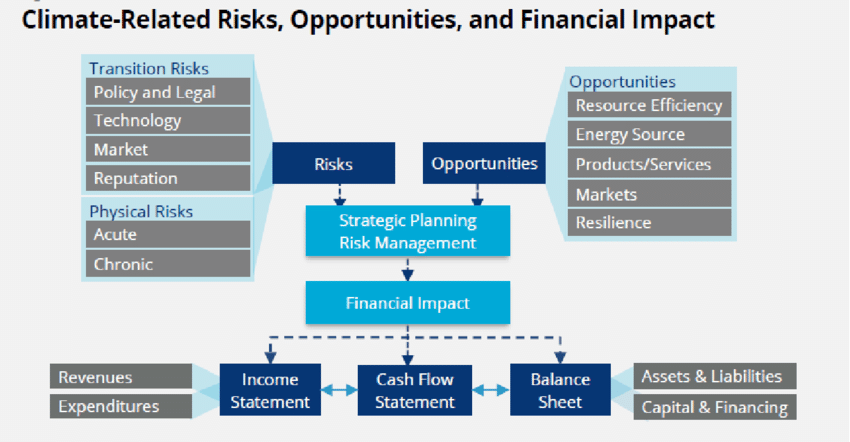 Climate-Related Risks, Opportunities, and Financial Impact
Transition Risks
Policy and Legal
Technology
Market
Reputation
Physical Risks
Acute
Chronic
Risks
Opportunities
Opportunities
Resource Efficiency
Energy Source
Products/Services
Markets
Resilience
Strategic Planning
Risk Management
Financial Impact
Revenues
Expenditures
Income
Statement
Cash Flow
Statement
Balance
Sheet
Assets & Liabilities
Capital & Financing